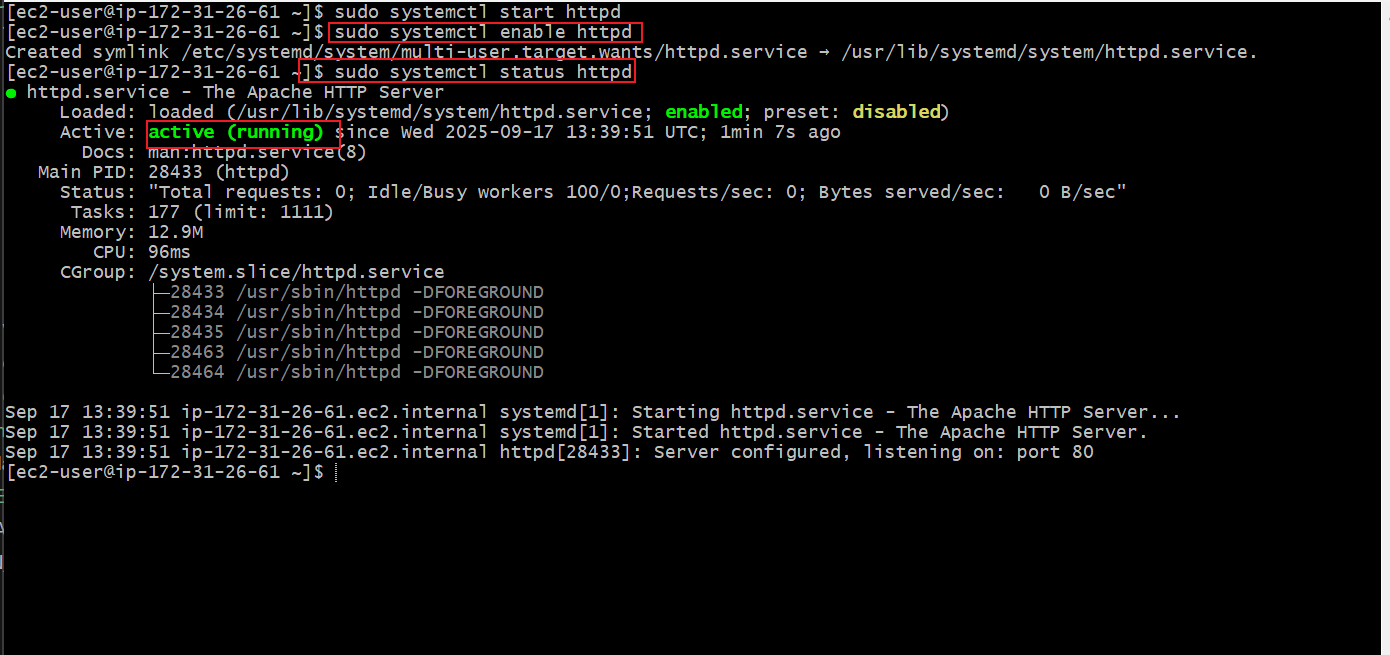 [ec2-user@ip-172-31-26-61 ~]$ sudo systemctl start httpd
[ec2-user@ip-172-31-26-61 ~]$ sudo systemctl enable httpd
Created symlink /etc/systemd/system/multi-user.target.wants/httpd.service → /usr/lib/systemd/system/httpd.service.
[ec2-user@ip-172-31-26-61 ~]$ sudo systemctl status httpd
● httpd.service - The Apache HTTP Server
Loaded: loaded (/usr/lib/systemd/system/httpd.service; enabled; preset: disabled)
Active: active (running) since Wed 2025-09-17 13:39:51 UTC; 1min 7s ago
Docs: man:httpd.service(8)
Main PID: 28433 (httpd)
Status: "Total requests: 0; Idle/Busy workers 100/0;Requests/sec: 0; Bytes served/sec:   0 B/sec"
Tasks: 177 (limit: 1111)
Memory: 12.9M
CPU: 96ms
CGroup: /system.slice/httpd.service
├─28433 /usr/sbin/httpd -DFOREGROUND
├─28434 /usr/sbin/httpd -DFOREGROUND
├─28435 /usr/sbin/httpd -DFOREGROUND
├─28463 /usr/sbin/httpd -DFOREGROUND
└─28464 /usr/sbin/httpd -DFOREGROUND
Sep 17 13:39:51 ip-172-31-26-61.ec2.internal systemd[1]: Starting httpd.service - The Apache HTTP Server...
Sep 17 13:39:51 ip-172-31-26-61.ec2.internal systemd[1]: Started httpd.service - The Apache HTTP Server.
Sep 17 13:39:51 ip-172-31-26-61.ec2.internal httpd[28433]: Server configured, listening on: port 80
[ec2-user@ip-172-31-26-61 ~]$